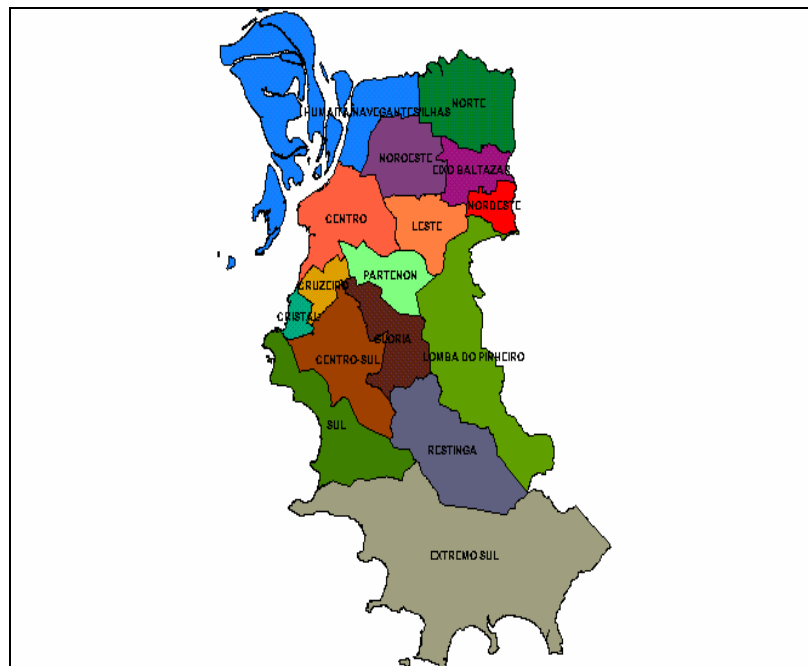 NORTE
HUMAITÁ/NAVEGANTES/ILHAS
NOROESTE
EIXO BALTAZAR
NORDESTE
CENTRO
LESTE
PARTENON
CRUZEIRO
CRISTAL
GLÓRIA
CENTRO-SUL
LOMBA DO PINHEIRO
SUL
RESTINGA
EXTREMO SUL